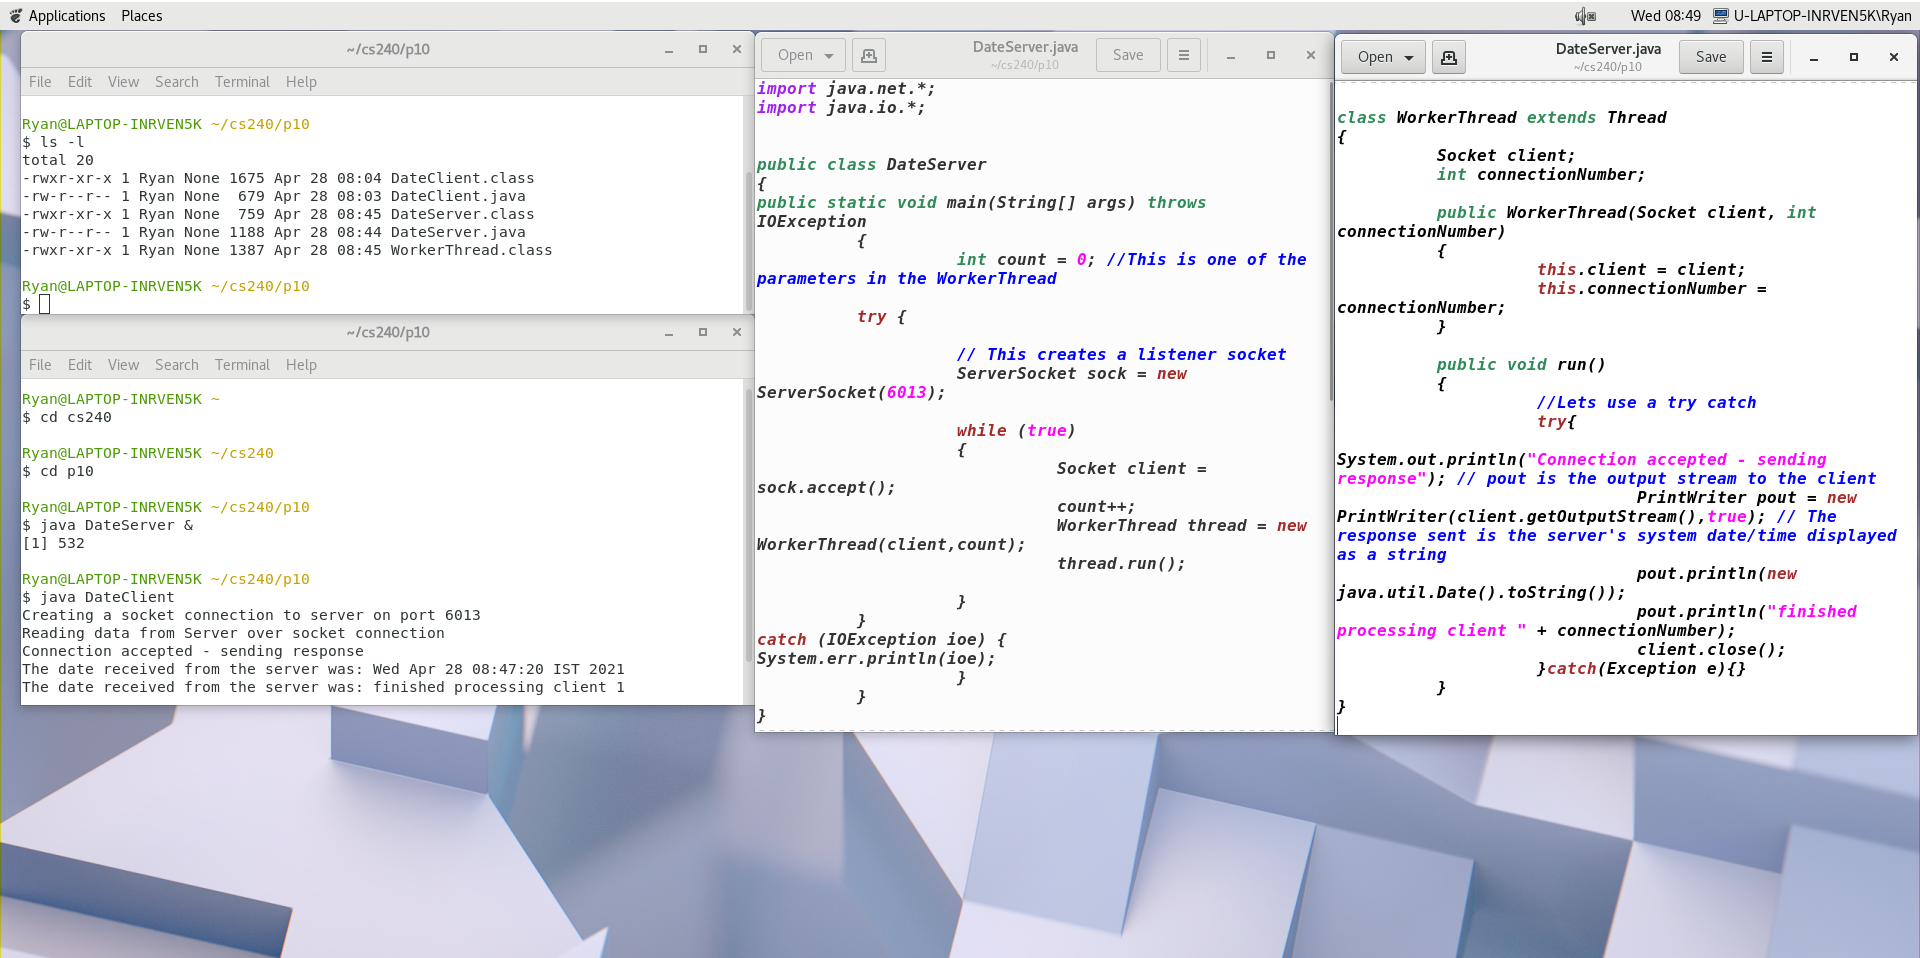 Applications Places Wed 08:49 U-LAPTOP-INRVEN5K\Ryan
~/cs240/p10
File Edit View Search Terminal Help
Ryan@LAPTOP-INRVEN5K ~/cs240/p10
$ ls -l
total 20
-rwxr-xr-x 1 Ryan None 1675 Apr 28 08:04 DateClient.class
-rw-r--r-- 1 Ryan None  679 Apr 28 08:03 DateClient.java
-rwxr-xr-x 1 Ryan None  759 Apr 28 08:45 DateServer.class
-rw-r--r-- 1 Ryan None 1188 Apr 28 08:44 DateServer.java
-rwxr-xr-x 1 Ryan None 1387 Apr 28 08:45 WorkerThread.class
Ryan@LAPTOP-INRVEN5K ~/cs240/p10
$
~/cs240/p10
File Edit View Search Terminal Help
Ryan@LAPTOP-INRVEN5K ~
$ cd cs240
Ryan@LAPTOP-INRVEN5K ~/cs240
$ cd p10
Ryan@LAPTOP-INRVEN5K ~/cs240/p10
$ java DateServer &
[1] 532
Ryan@LAPTOP-INRVEN5K ~/cs240/p10
$ java DateClient
Creating a socket connection to server on port 6013
Reading data from Server over socket connection
Connection accepted - sending response
The date received from the server was: Wed Apr 28 08:47:20 IST 2021
The date received from the server was: finished processing client 1
Open DateServer.java Save
~/cs240/p10
import java.net.*;
import java.io.*;
public class DateServer
{
public static void main(String[] args) throws
IOException
{
int count = 0; //This is one of the
parameters in the WorkerThread
try {
// This creates a listener socket
ServerSocket sock = new
ServerSocket(6013);
while (true)
{
Socket client =
sock.accept();
count++;
WorkerThread thread = new
WorkerThread(client,count);
thread.run();
}
}
catch (IOException ioe) {
System.err.println(ioe);
}
}
}
Open DateServer.java Save
~/cs240/p10
class WorkerThread extends Thread
{
Socket client;
int connectionNumber;
public WorkerThread(Socket client, int
connectionNumber)
{
this.client = client;
this.connectionNumber =
connectionNumber;
}
public void run()
{
//Lets use a try catch
try{
System.out.println("Connection accepted - sending
response"); // pout is the output stream to the client
PrintWriter pout = new
PrintWriter(client.getOutputStream(),true); // The
response sent is the server's system date/time displayed
as a string
pout.println(new
java.util.Date().toString());
pout.println("finished
processing client " + connectionNumber);
client.close();
}catch(Exception e){}
}
}